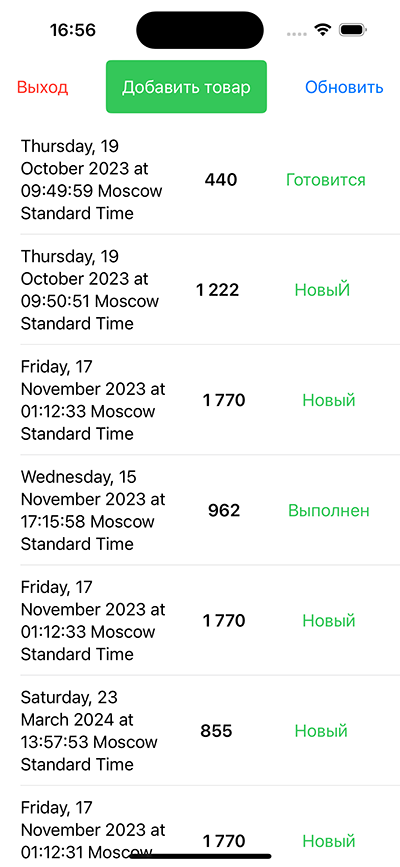 16:56
Выход
Добавить товар
Обновить
Thursday, 19
October 2023 at
09:49:59 Moscow
Standard Time
440
Готовится
Thursday, 19
October 2023 at
09:50:51 Moscow
Standard Time
1 222
НовыЙ
Friday, 17
November 2023 at
01:12:33 Moscow
Standard Time
1 770
Новый
Wednesday, 15
November 2023 at
17:15:58 Moscow
Standard Time
962
Выполнен
Friday, 17
November 2023 at
01:12:33 Moscow
Standard Time
1 770
Новый
Saturday, 23
March 2024 at
13:57:53 Moscow
Standard Time
855
Новый
Friday, 17
November 2023 at
01:12:31 Moscow
1 770
Новый